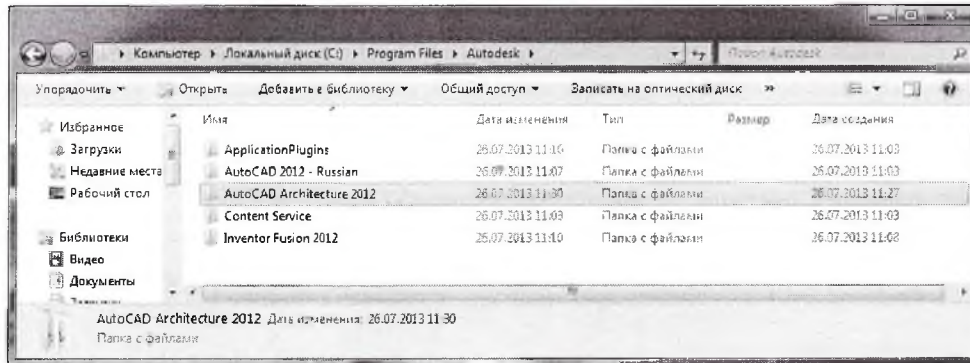 Компьютер ▸ Локальный диск (C:) ▸ Program Files ▸ Autodesk ▸ Поиск: Autodesk
Упорядочить Открыть Добавить в библиотеку Общий доступ Записать на оптический диск »
Имя Дата изменения Тип Размер Дата создания
Избранное
Загрузки
Недавние места
Рабочий стол
Библиотеки
Видео
Документы
ApplicationPlugins 26.07.2013 11:10 Папка с файлами 26.07.2013 11:03
AutoCAD 2012 - Russian 26.07.2013 11:07 Папка с файлами 26.07.2013 11:03
AutoCAD Architecture 2012 26.07.2013 11:30 Папка с файлами 26.07.2013 11:27
Content Service 26.07.2013 11:03 Папка с файлами 26.07.2013 11:03
Inventor Fusion 2012 26.07.2013 11:10 Папка с файлами 26.07.2013 11:08
AutoCAD Architecture 2012 Дата изменения: 26.07.2013 11:30
Папка с файлами